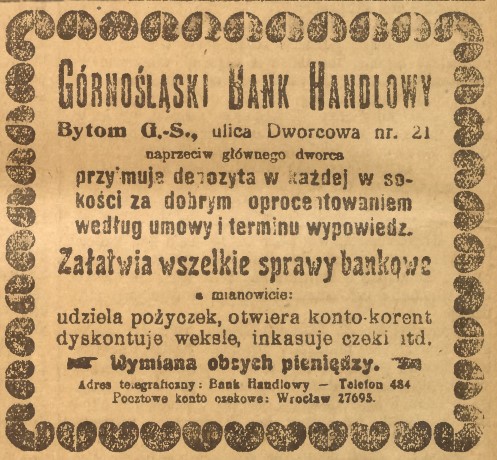 GÓRNOŚLĄSKI BANK HANDLOWY
Bytom G.-S., ulica Dworcowa nr. 21
naprzeciw głównego dworca
przyjmuje depozyta w każdej w so-
kości za dobrym oprocentowaniem
według umowy i terminu wypowiedz.
Załatwia wszelkie sprawy bankowe
a mianowicie:
udziela pożyczek, otwiera konto-korent
dyskontuje weksle, inkasuje czeki itd.
Wymiana obcych pieniędzy.
Adres telegraficzny: Bank Handlowy — Telefon 484
Pocztowe konto czekowe: Wrocław 27695.